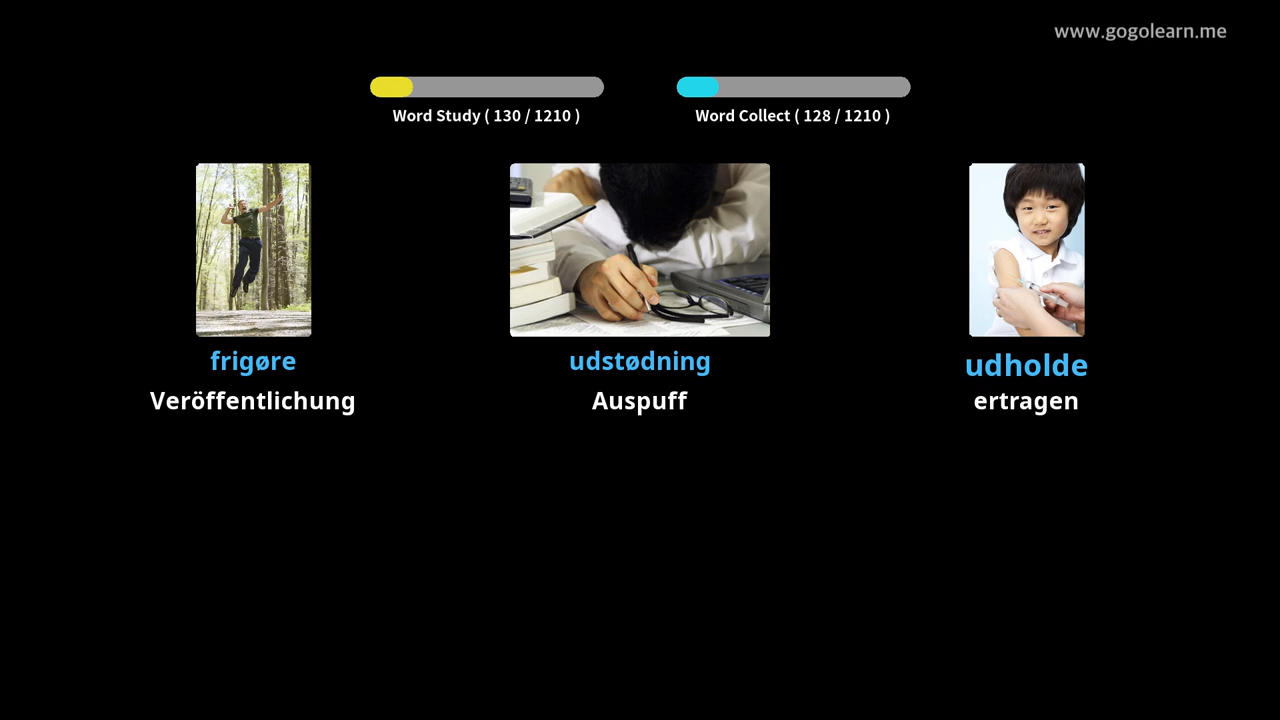 www.gogolearn.me
Word Study ( 130 / 1210 )
Word Collect ( 128 / 1210 )
frigøre
udstødning
udholde
Veröffentlichung
Auspuff
ertragen